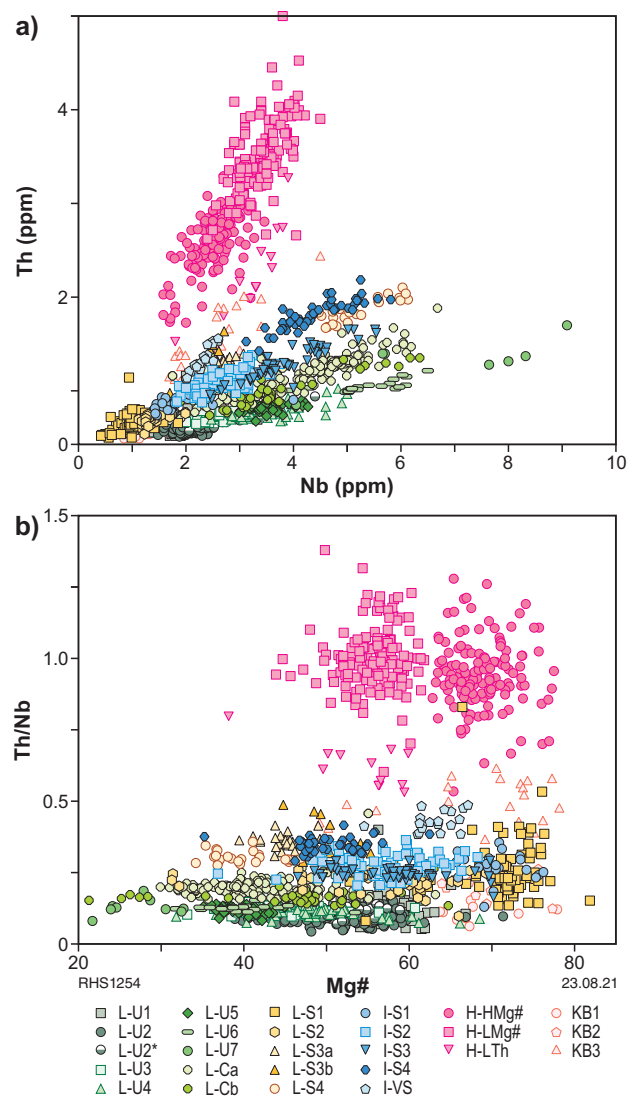 a)
4
2
0
Th (ppm)
0 2 4 6 8 10
Nb (ppm)
b)
1.5
1.0
0.5
0
Th/Nb
20 40 60 80
RHS1254 Mg# 23.08.21
L-U1 L-U5 L-S1 I-S1 H-HMg# KB1
L-U2 L-U6 L-S2 I-S2 H-LMg# KB2
L-U2* L-U7 L-S3a I-S3 H-LTh KB3
L-U3 L-Ca L-S3b I-S4
L-U4 L-Cb L-S4 I-VS